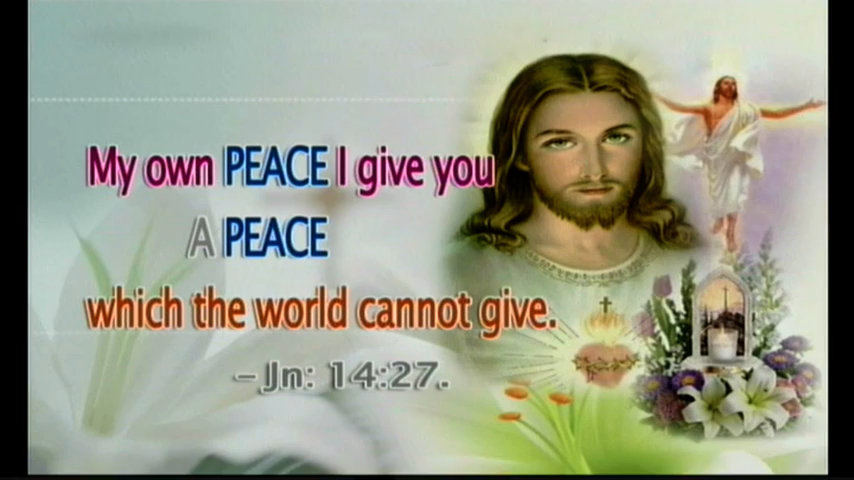 My own PEACE I give you
A PEACE
which the world cannot give.
– Jn: 14:27.